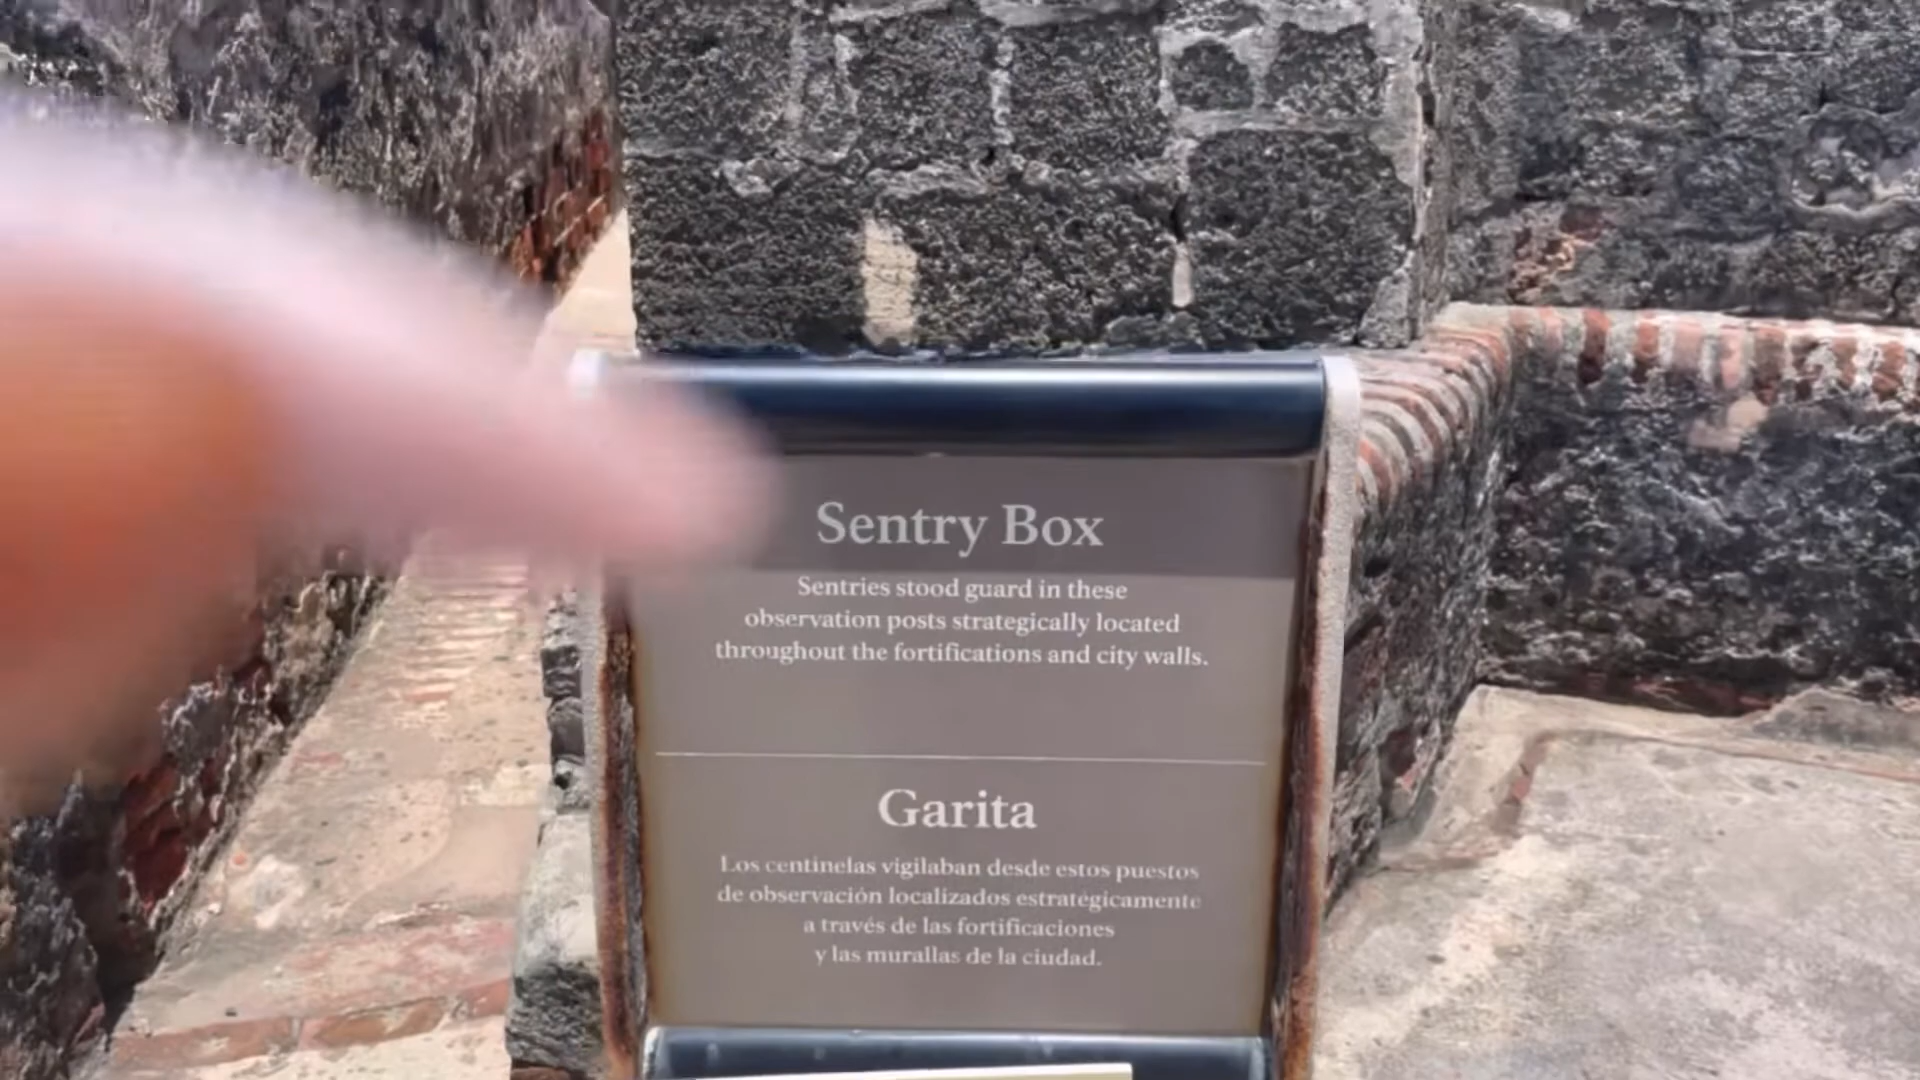 Sentry Box
Sentries stood guard in these
observation posts strategically located
throughout the fortifications and city walls.
Garita
Los centinelas vigilaban desde estos puestos
de observación localizados estratégicamente
a través de las fortificaciones
y las murallas de la ciudad.